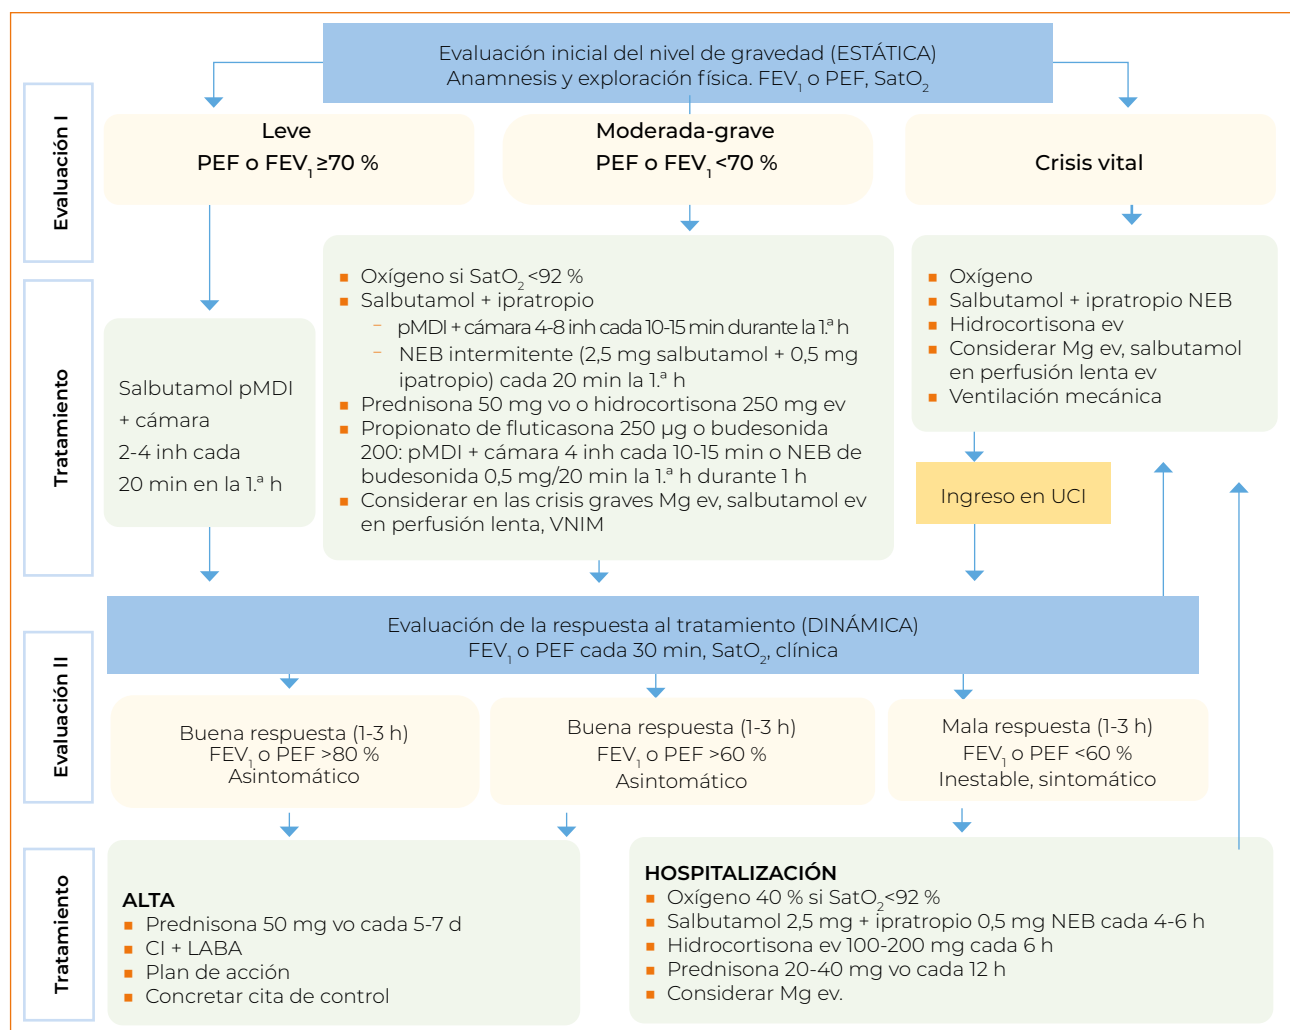 Evaluación inicial del nivel de gravedad (ESTÁTICA)
Anamnesis y exploración física. FEV₁ o PEF, SatO₂
Evaluación I
Leve
PEF o FEV₁ ≥70 %
Moderada-grave
PEF o FEV₁ <70 %
Crisis vital
Tratamiento
Salbutamol pMDI
+ cámara
2-4 inh cada
20 min en la 1.ª h
■ Oxígeno si SatO₂ <92 %
■ Salbutamol + ipratropio
– pMDI + cámara 4-8 inh cada 10-15 min durante la 1.ª h
– NEB intermitente (2,5 mg salbutamol + 0,5 mg
ipatropio) cada 20 min la 1.ª h
■ Prednisona 50 mg vo o hidrocortisona 250 mg ev
■ Propionato de fluticasona 250 µg o budesonida
200: pMDI + cámara 4 inh cada 10-15 min o NEB de
budesonida 0,5 mg/20 min la 1.ª h durante 1 h
■ Considerar en las crisis graves Mg ev, salbutamol ev
en perfusión lenta, VNIM
■ Oxígeno
■ Salbutamol + ipratropio NEB
■ Hidrocortisona ev
■ Considerar Mg ev, salbutamol
en perfusión lenta ev
■ Ventilación mecánica
Ingreso en UCI
Evaluación de la respuesta al tratamiento (DINÁMICA)
FEV₁ o PEF cada 30 min, SatO₂, clínica
Evaluación II
Buena respuesta (1-3 h)
FEV₁ o PEF >80 %
Asintomático
Buena respuesta (1-3 h)
FEV₁ o PEF >60 %
Asintomático
Mala respuesta (1-3 h)
FEV₁ o PEF <60 %
Inestable, sintomático
Tratamiento
ALTA
■ Prednisona 50 mg vo cada 5-7 d
■ CI + LABA
■ Plan de acción
■ Concretar cita de control
HOSPITALIZACIÓN
■ Oxígeno 40 % si SatO₂<92 %
■ Salbutamol 2,5 mg + ipratropio 0,5 mg NEB cada 4-6 h
■ Hidrocortisona ev 100-200 mg cada 6 h
■ Prednisona 20-40 mg vo cada 12 h
■ Considerar Mg ev.